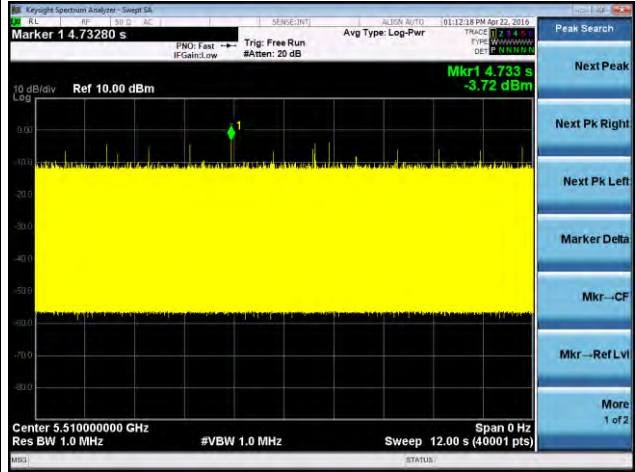 Keysight Spectrum Analyzer - Swept SA
RL RF 50 Ω AC SENSE:INT ALIGN AUTO 01:12:18 PM Apr 22, 2016
Marker 1 4.73280 s
PNO: Fast
IFGain:Low
Trig: Free Run
#Atten: 20 dB
Avg Type: Log-Pwr
TRACE 1 2 3 4 5 6
TYPE WWWWWW
DET P N N N N N
Peak Search
Mkr1 4.733 s
-3.72 dBm
10 dB/div Ref 10.00 dBm
Log
1
0.00
-10.0
-20.0
-30.0
-40.0
-50.0
-60.0
-70.0
-80.0
Next Peak
Next Pk Right
Next Pk Left
Marker Delta
Mkr→CF
Mkr→Ref Lvl
More
1 of 2
Center 5.510000000 GHz Span 0 Hz
Res BW 1.0 MHz #VBW 1.0 MHz Sweep 12.00 s (40001 pts)
MSG STATUS